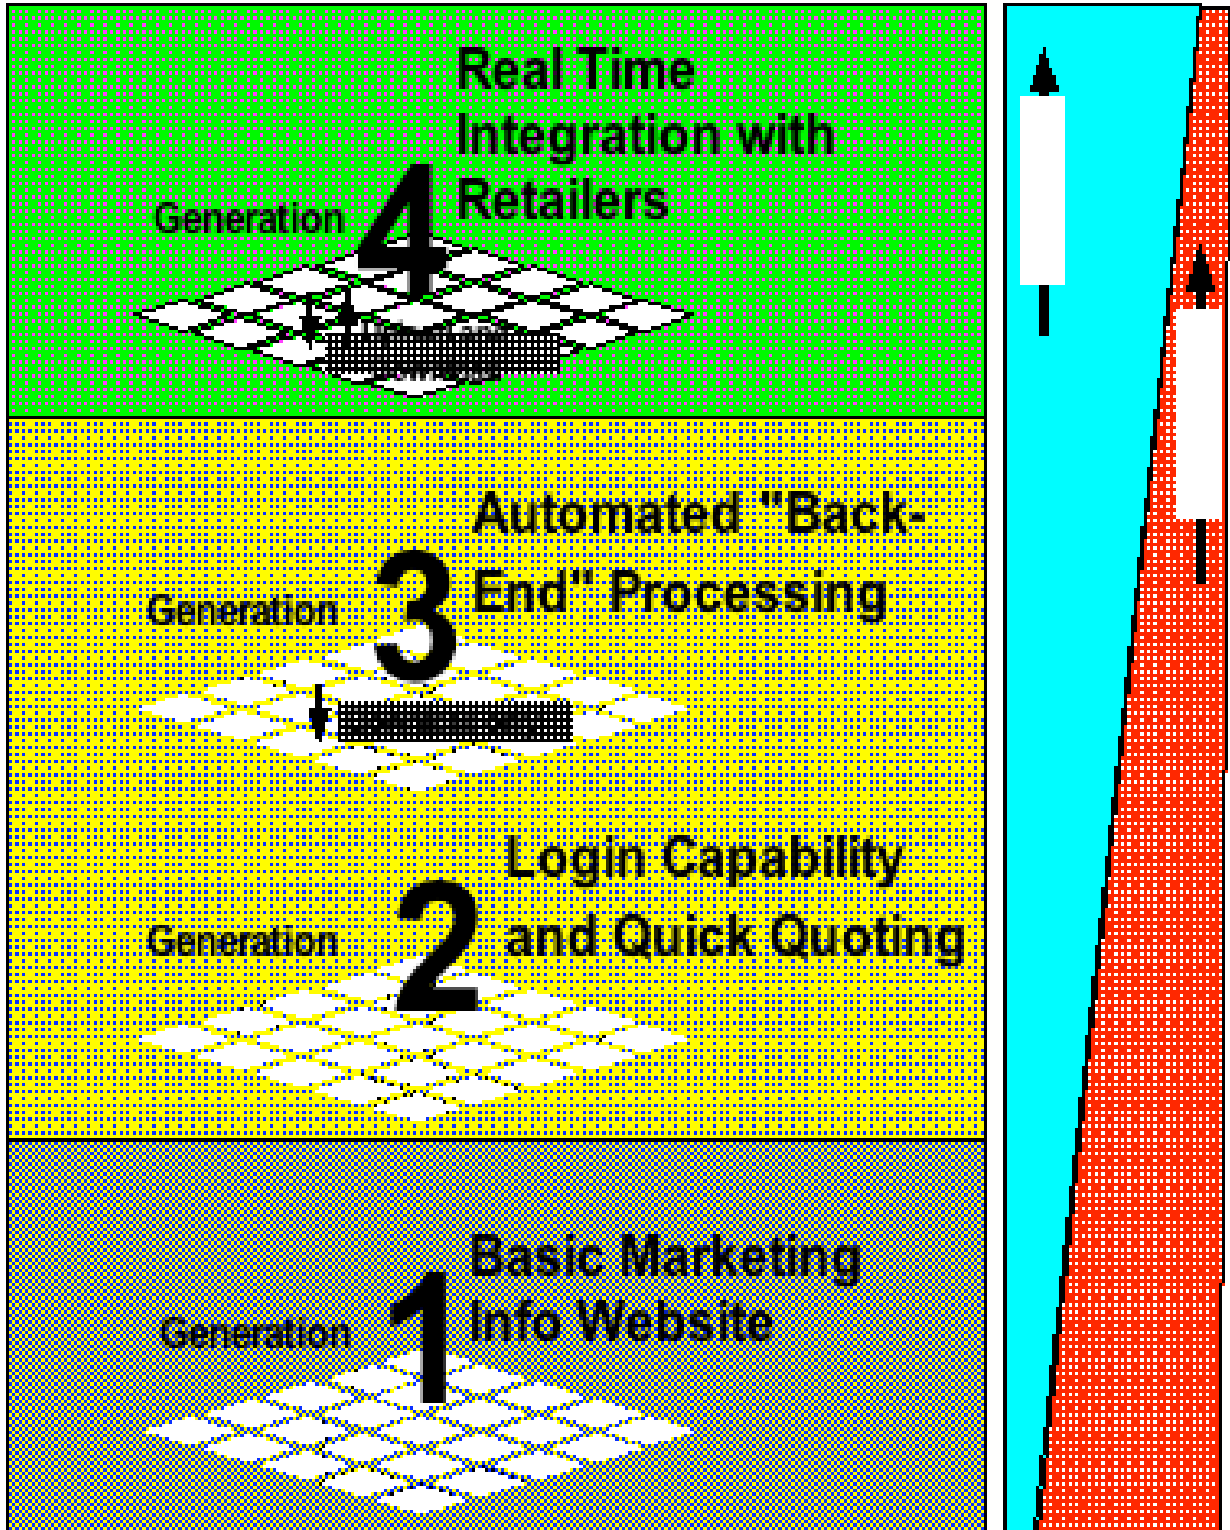 Real Time
Integration with
Retailers
Generation 4
Automated "Back-
End" Processing
Generation 3
Login Capability
and Quick Quoting
Generation 2
Basic Marketing
Info Website
Generation 1